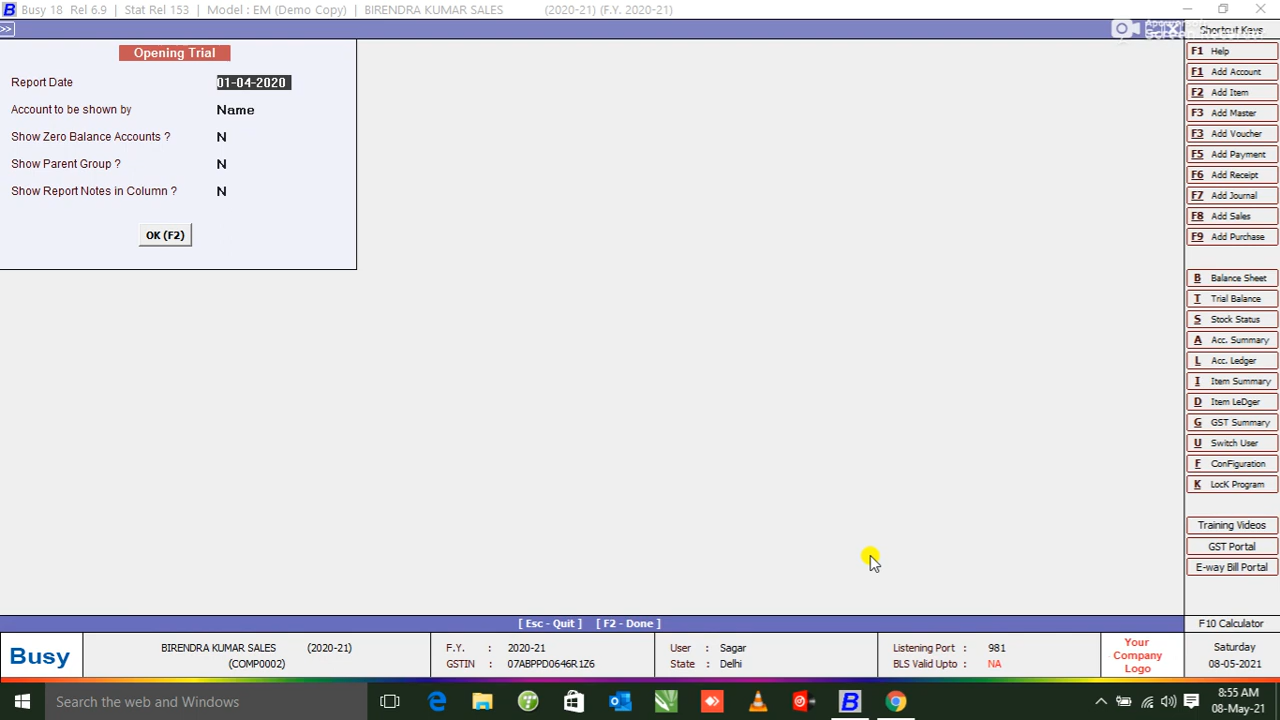 Busy 18 Rel 6.9 | Stat Rel 153 | Model : EM (Demo Copy) | BIRENDRA KUMAR SALES (2020-21) (F.Y. 2020-21)
>>
Opening Trial
Report Date 01-04-2020
Account to be shown by Name
Show Zero Balance Accounts ? N
Show Parent Group ? N
Show Report Notes in Column ? N
OK (F2)
Shortcut Keys
F1 Help
F1 Add Account
F2 Add Item
F3 Add Master
F3 Add Voucher
F5 Add Payment
F6 Add Receipt
F7 Add Journal
F8 Add Sales
F9 Add Purchase
B Balance Sheet
T Trial Balance
S Stock Status
A Acc. Summary
L Acc. Ledger
I Item Summary
D Item LeDger
G GST Summary
U Switch User
F ConFiguration
K LocK Program
Training Videos
GST Portal
E-way Bill Portal
[ Esc - Quit ] [ F2 - Done ]
F10 Calculator
Busy
BIRENDRA KUMAR SALES (2020-21)
(COMP0002)
F.Y. : 2020-21
GSTIN : 07ABPPD0646R1Z6
User : Sagar
State : Delhi
Listening Port : 981
BLS Valid Upto : NA
Your
Company
Logo
Saturday
08-05-2021
Search the web and Windows
8:55 AM
08-May-21